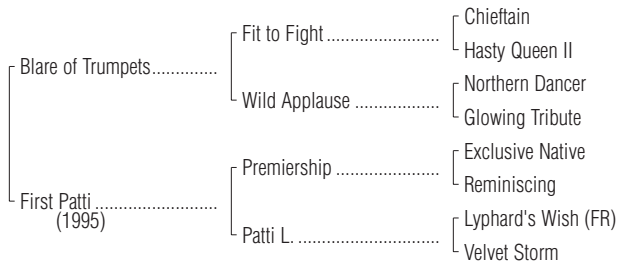 Chieftain
Fit to Fight ......................
Hasty Queen II
Blare of Trumpets.............
Northern Dancer
Wild Applause .................
Glowing Tribute
Exclusive Native
Premiership .....................
Reminiscing
First Patti ........................
(1995)
Lyphard's Wish (FR)
Patti L. ............................
Velvet Storm